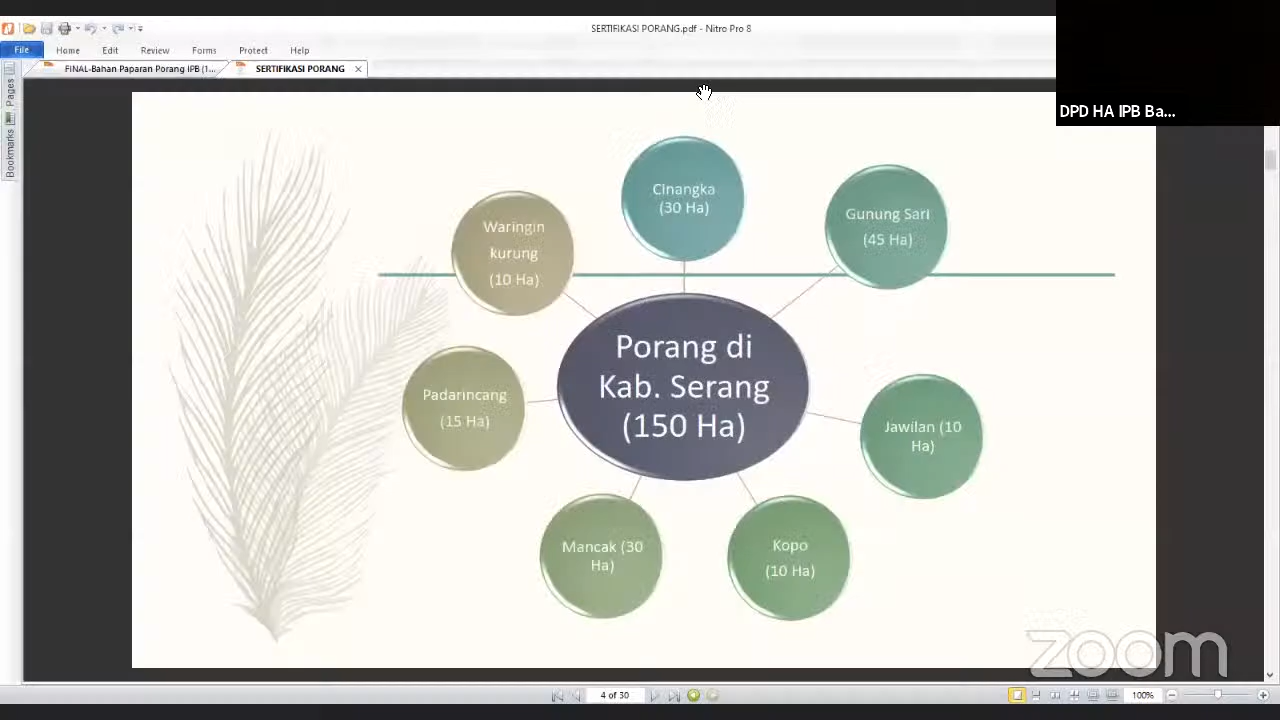 SERTIFIKASI PORANG.pdf - Nitro Pro 8
File Home Edit Review Forms Protect Help
FINAL-Bahan Paparan Porang IPB (1... SERTIFIKASI PORANG
Pages
Bookmarks
DPD HA IPB Ba...
Cinangka
(30 Ha)
Gunung Sari
(45 Ha)
Waringin
kurung
(10 Ha)
Porang di
Kab. Serang
(150 Ha)
Padarincang
(15 Ha)
Jawilan (10
Ha)
Mancak (30
Ha)
Kopo
(10 Ha)
zoom
4 of 30
100%